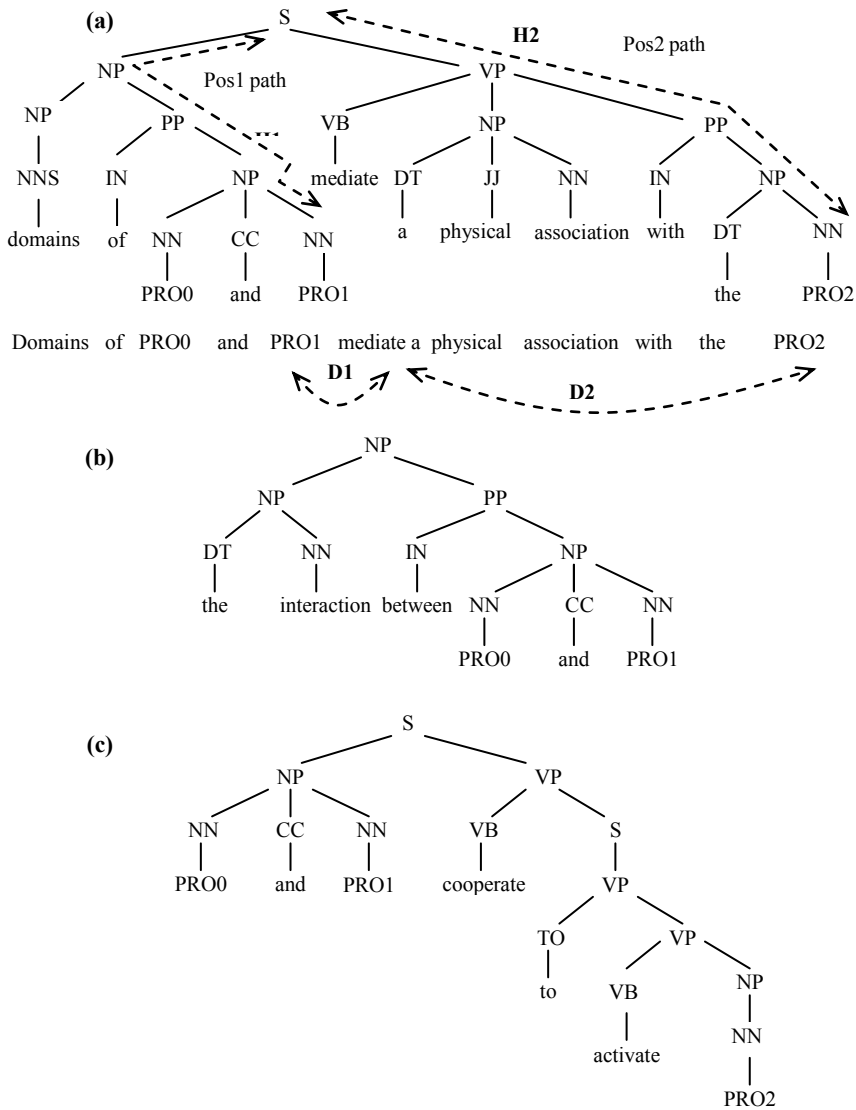 (a) S
H2 Pos2 path
NP Pos1 path VP
NP PP VB NP PP
NNS IN NP mediate DT JJ NN IN NP
domains of NN CC NN a physical association with DT NN
PRO0 and PRO1 the PRO2
Domains of PRO0 and PRO1 mediate a physical association with the PRO2
D1 D2
(b) NP
NP PP
DT NN IN NP
the interaction between NN CC NN
PRO0 and PRO1
(c) S
NP VP
NN CC NN VB S
PRO0 and PRO1 cooperate VP
TO VP
to VB NP
activate NN
PRO2